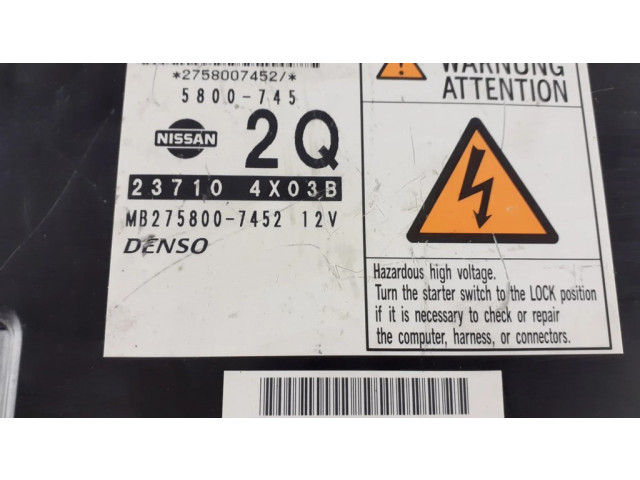 *2758007452/*
5800-745
NISSAN
2Q
23710 4X03B
MB275800-7452 12V
DENSO
WARNUNG
ATTENTION
Hazardous high voltage.
Turn the starter switch to the LOCK position
if it is necessary to check or repair
the computer, harness, or connectors.